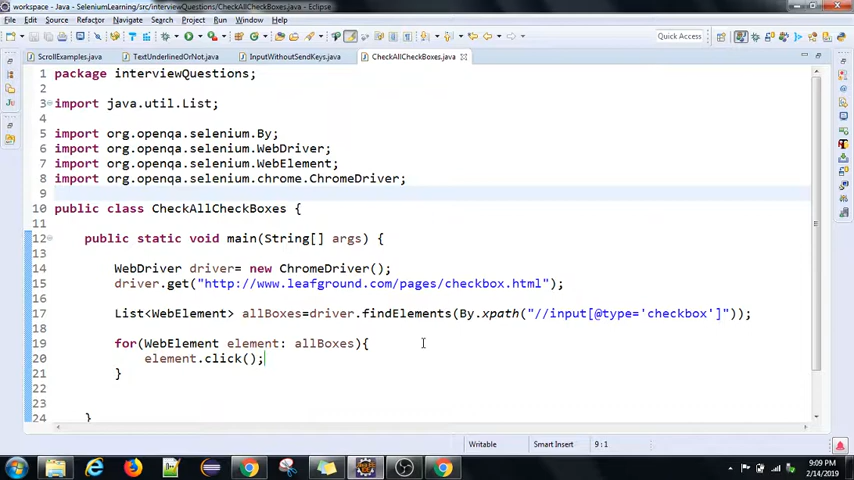 workspace - Java - SeleniumLearning/src/interviewQuestions/CheckAllCheckBoxes.java - Eclipse
File Edit Source Refactor Navigate Search Project Run Window Help
Quick Access
ScrollExamples.java TextUnderlinedOrNot.java InputWithoutSendKeys.java CheckAllCheckBoxes.java
1 package interviewQuestions;
2
3 import java.util.List;
4
5 import org.openqa.selenium.By;
6 import org.openqa.selenium.WebDriver;
7 import org.openqa.selenium.WebElement;
8 import org.openqa.selenium.chrome.ChromeDriver;
9
10 public class CheckAllCheckBoxes {
11
12 public static void main(String[] args) {
13
14 WebDriver driver= new ChromeDriver();
15 driver.get("http://www.leafground.com/pages/checkbox.html");
16
17 List<WebElement> allBoxes=driver.findElements(By.xpath("//input[@type='checkbox']"));
18
19 for(WebElement element: allBoxes){
20 element.click();
21 }
22
23
24 }
Writable Smart Insert 9 : 1
9:09 PM
2/14/2019